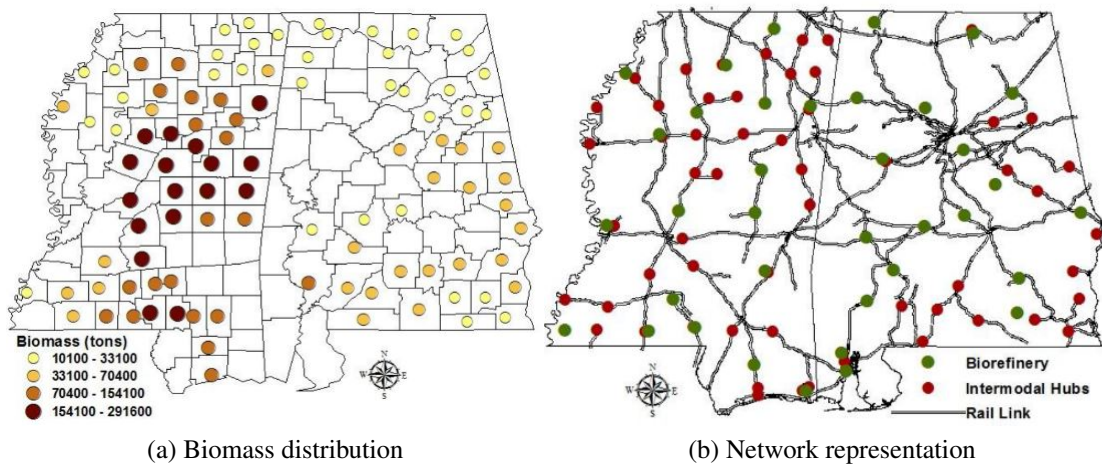 Biomass (tons)
10100 - 33100
33100 - 70400
70400 - 154100
154100 - 291600
N
W E
S
(a) Biomass distribution
N
W E
S
Biorefinery
Intermodal Hubs
Rail Link
(b) Network representation